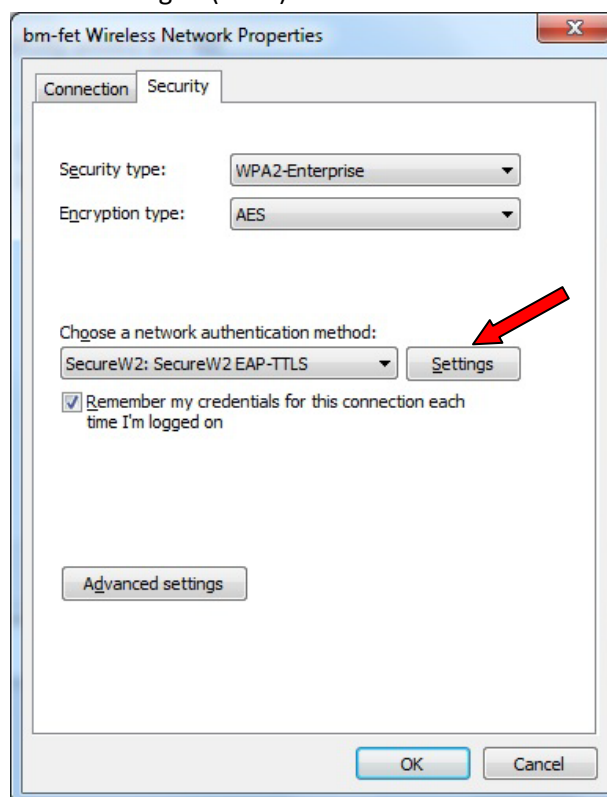 bm-fet Wireless Network Properties
Connection Security
Security type: WPA2-Enterprise
Encryption type: AES
Choose a network authentication method:
SecureW2: SecureW2 EAP-TTLS Settings
Remember my credentials for this connection each
time I'm logged on
Advanced settings
OK Cancel